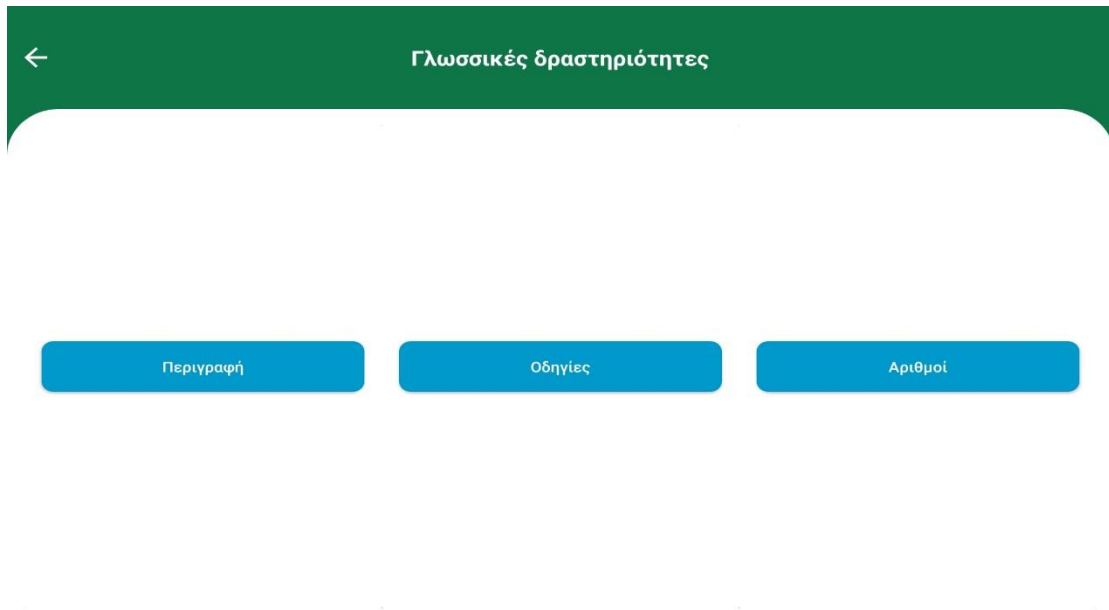 Γλωσσικές δραστηριότητες
Περιγραφή
Οδηγίες
Αριθμοί